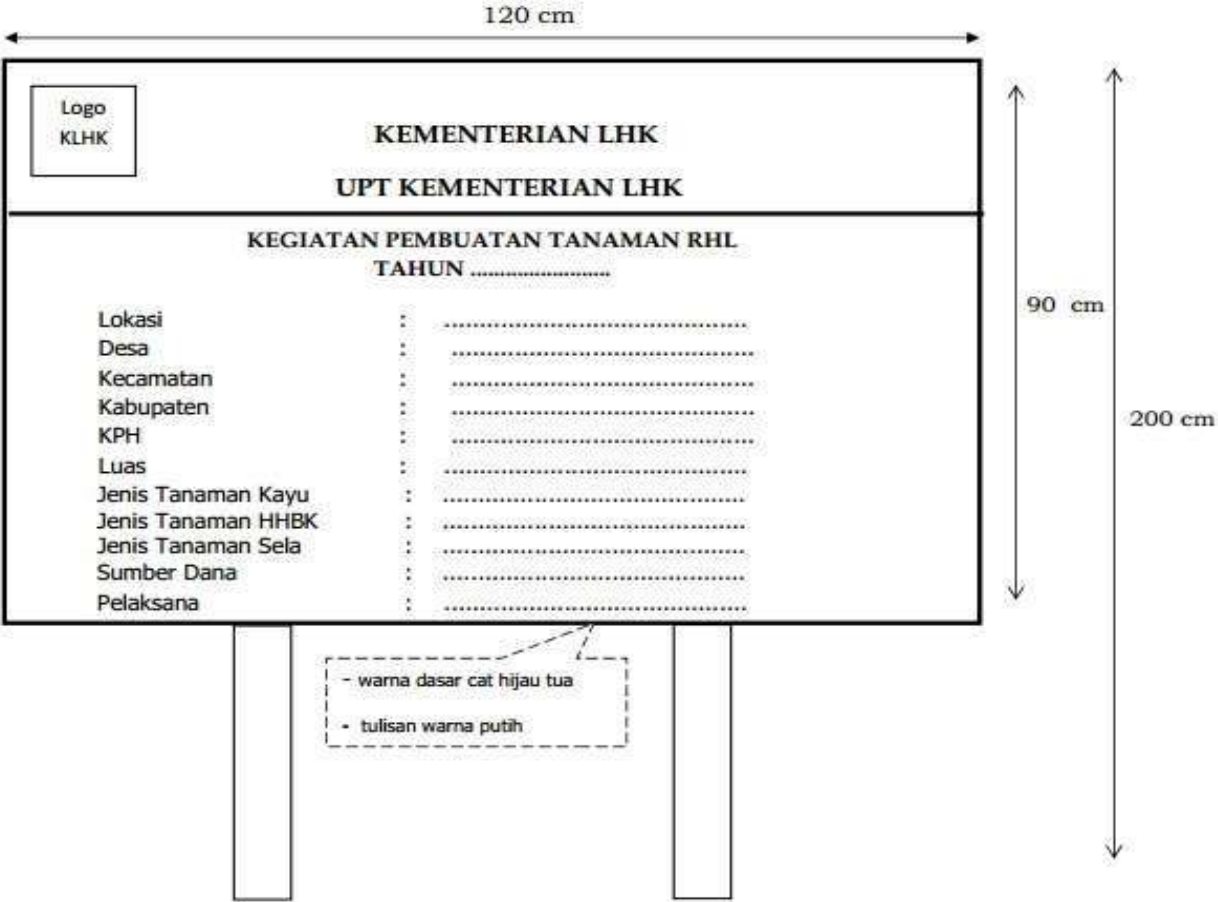 120 cm
Logo
KLHK
KEMENTERIAN LHK
UPT KEMENTERIAN LHK
KEGIATAN PEMBUATAN TANAMAN RHL
TAHUN ........................
Lokasi : ..........................................
Desa : ..........................................
Kecamatan : ..........................................
Kabupaten : ..........................................
KPH : ..........................................
Luas : ..........................................
Jenis Tanaman Kayu : ..........................................
Jenis Tanaman HHBK : ..........................................
Jenis Tanaman Sela : ..........................................
Sumber Dana : ..........................................
Pelaksana : ..........................................
90 cm
200 cm
- warna dasar cat hijau tua
- tulisan warna putih